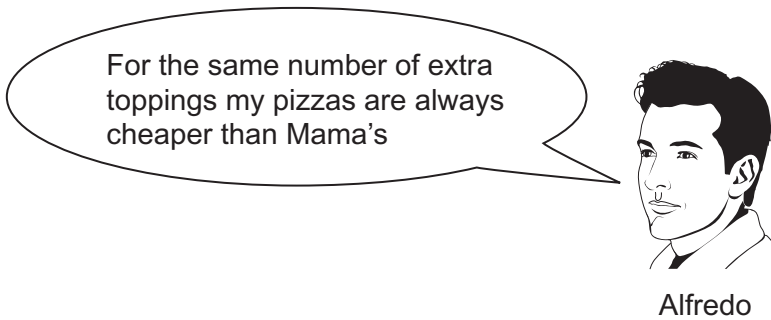 For the same number of extra
toppings my pizzas are always
cheaper than Mama’s
Alfredo